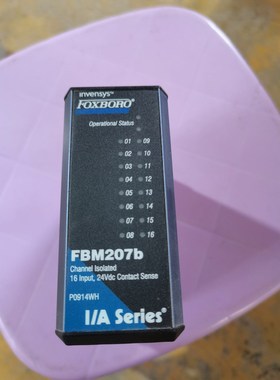 invensys™
FOXBORO®
Operational Status
01 09
02 10
03 11
04 12
05 13
06 14
07 15
08 16
FBM207b
Channel Isolated
16 Input, 24Vdc Contact Sense
P0914WH
I/A Series®